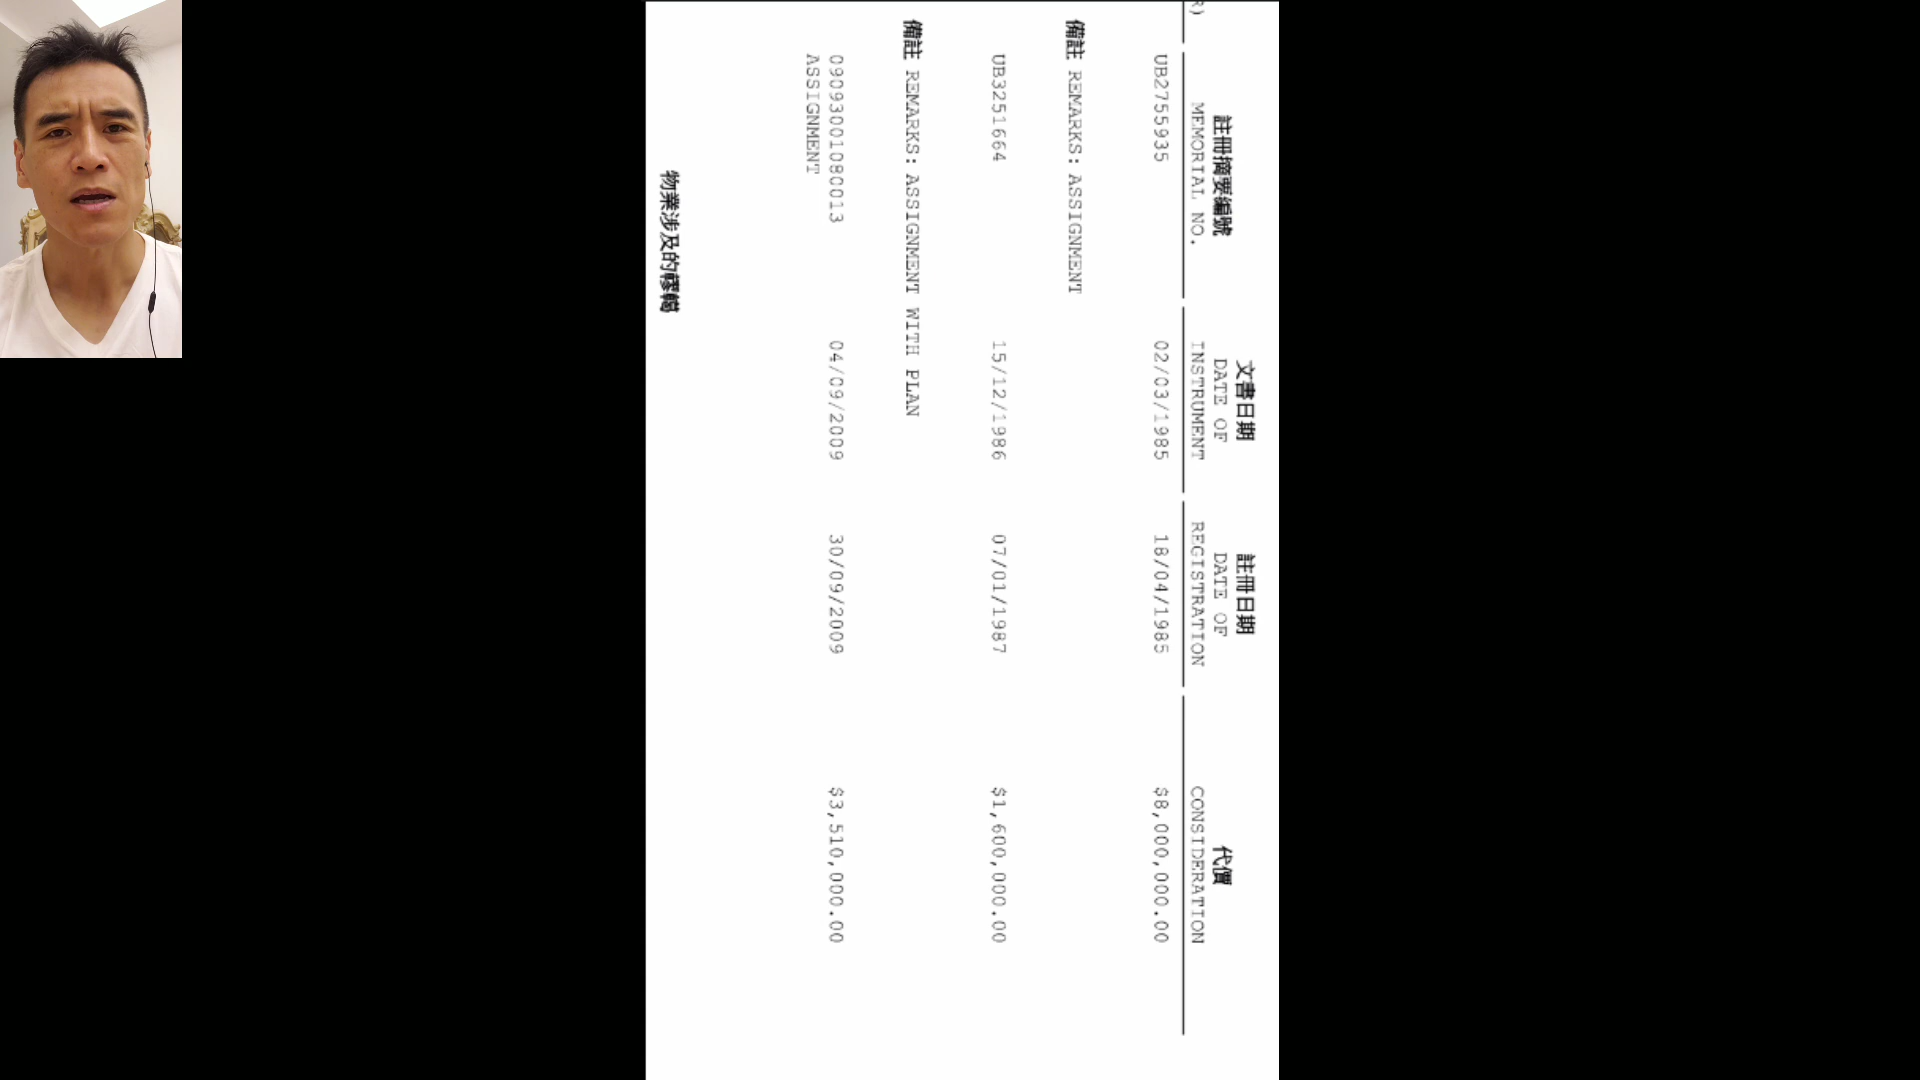 文書日期 註冊日期
註冊摘要編號 DATE OF DATE OF 代價
R) MEMORIAL NO. INSTRUMENT REGISTRATION CONSIDERATION
UB2755935 02/03/1985 18/04/1985 $8,000,000.00
備註 REMARKS: ASSIGNMENT
UB3251664 15/12/1986 07/01/1987 $1,600,000.00
備註 REMARKS: ASSIGNMENT WITH PLAN
09093001080013 04/09/2009 30/09/2009 $3,510,000.00
ASSIGNMENT
物業涉及的轇轕